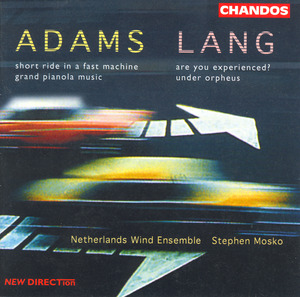 CHANDOS
ADAMS LANG
short ride in a fast machine are you experienced?
grand pianola music under orpheus
Netherlands Wind Ensemble Stephen Mosko
NEW DIRECTion